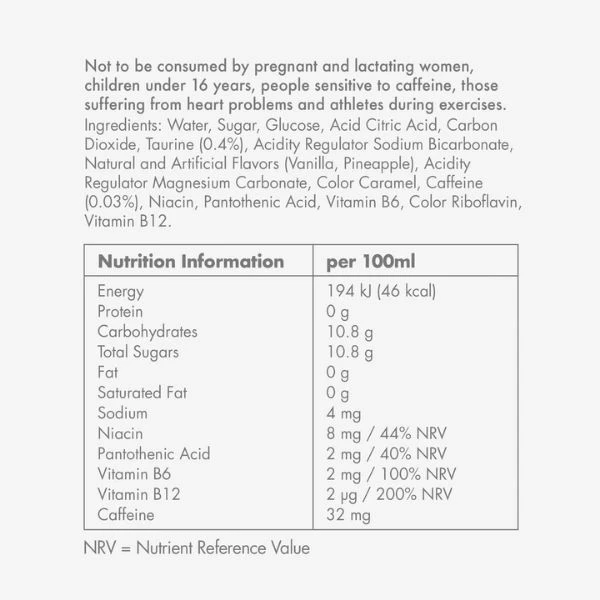 Not to be consumed by pregnant and lactating women,
children under 16 years, people sensitive to caffeine, those
suffering from heart problems and athletes during exercises.
Ingredients: Water, Sugar, Glucose, Acid Citric Acid, Carbon
Dioxide, Taurine (0.4%), Acidity Regulator Sodium Bicarbonate,
Natural and Artificial Flavors (Vanilla, Pineapple), Acidity
Regulator Magnesium Carbonate, Color Caramel, Caffeine
(0.03%), Niacin, Pantothenic Acid, Vitamin B6, Color Riboflavin,
Vitamin B12.
Nutrition Information per 100ml
Energy 194 kJ (46 kcal)
Protein 0 g
Carbohydrates 10.8 g
Total Sugars 10.8 g
Fat 0 g
Saturated Fat 0 g
Sodium 4 mg
Niacin 8 mg / 44% NRV
Pantothenic Acid 2 mg / 40% NRV
Vitamin B6 2 mg / 100% NRV
Vitamin B12 2 µg / 200% NRV
Caffeine 32 mg
NRV = Nutrient Reference Value